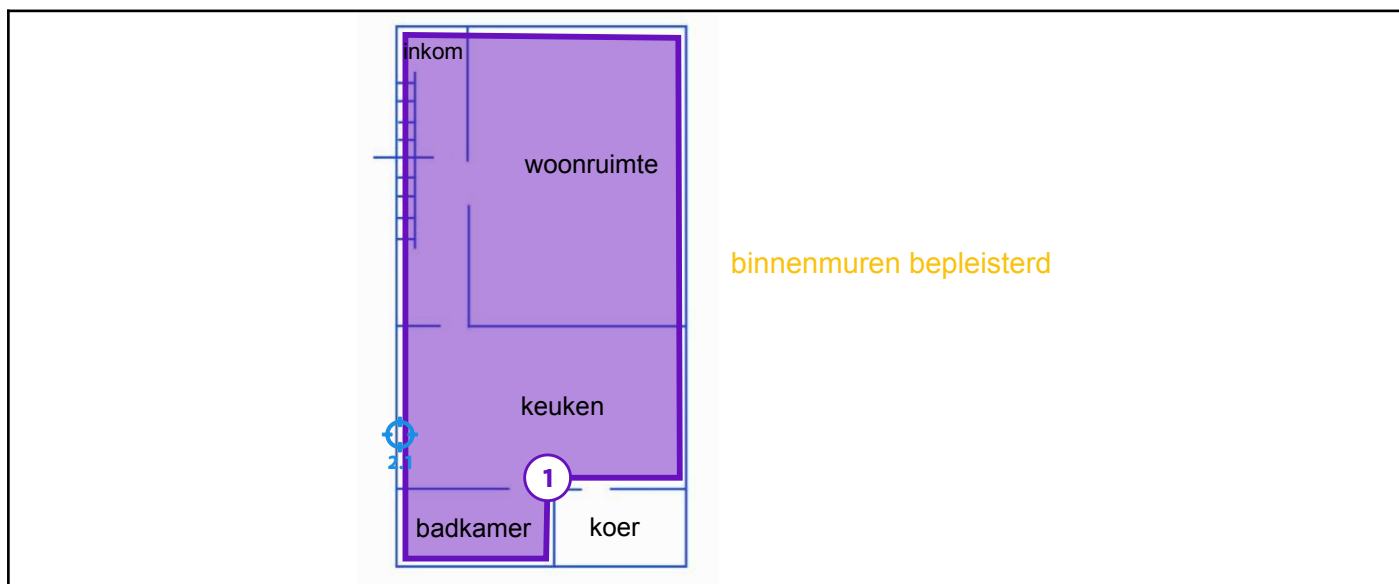 inkom
woonruimte
binnenmuren bepleisterd
keuken
2.1
1
badkamer
koer